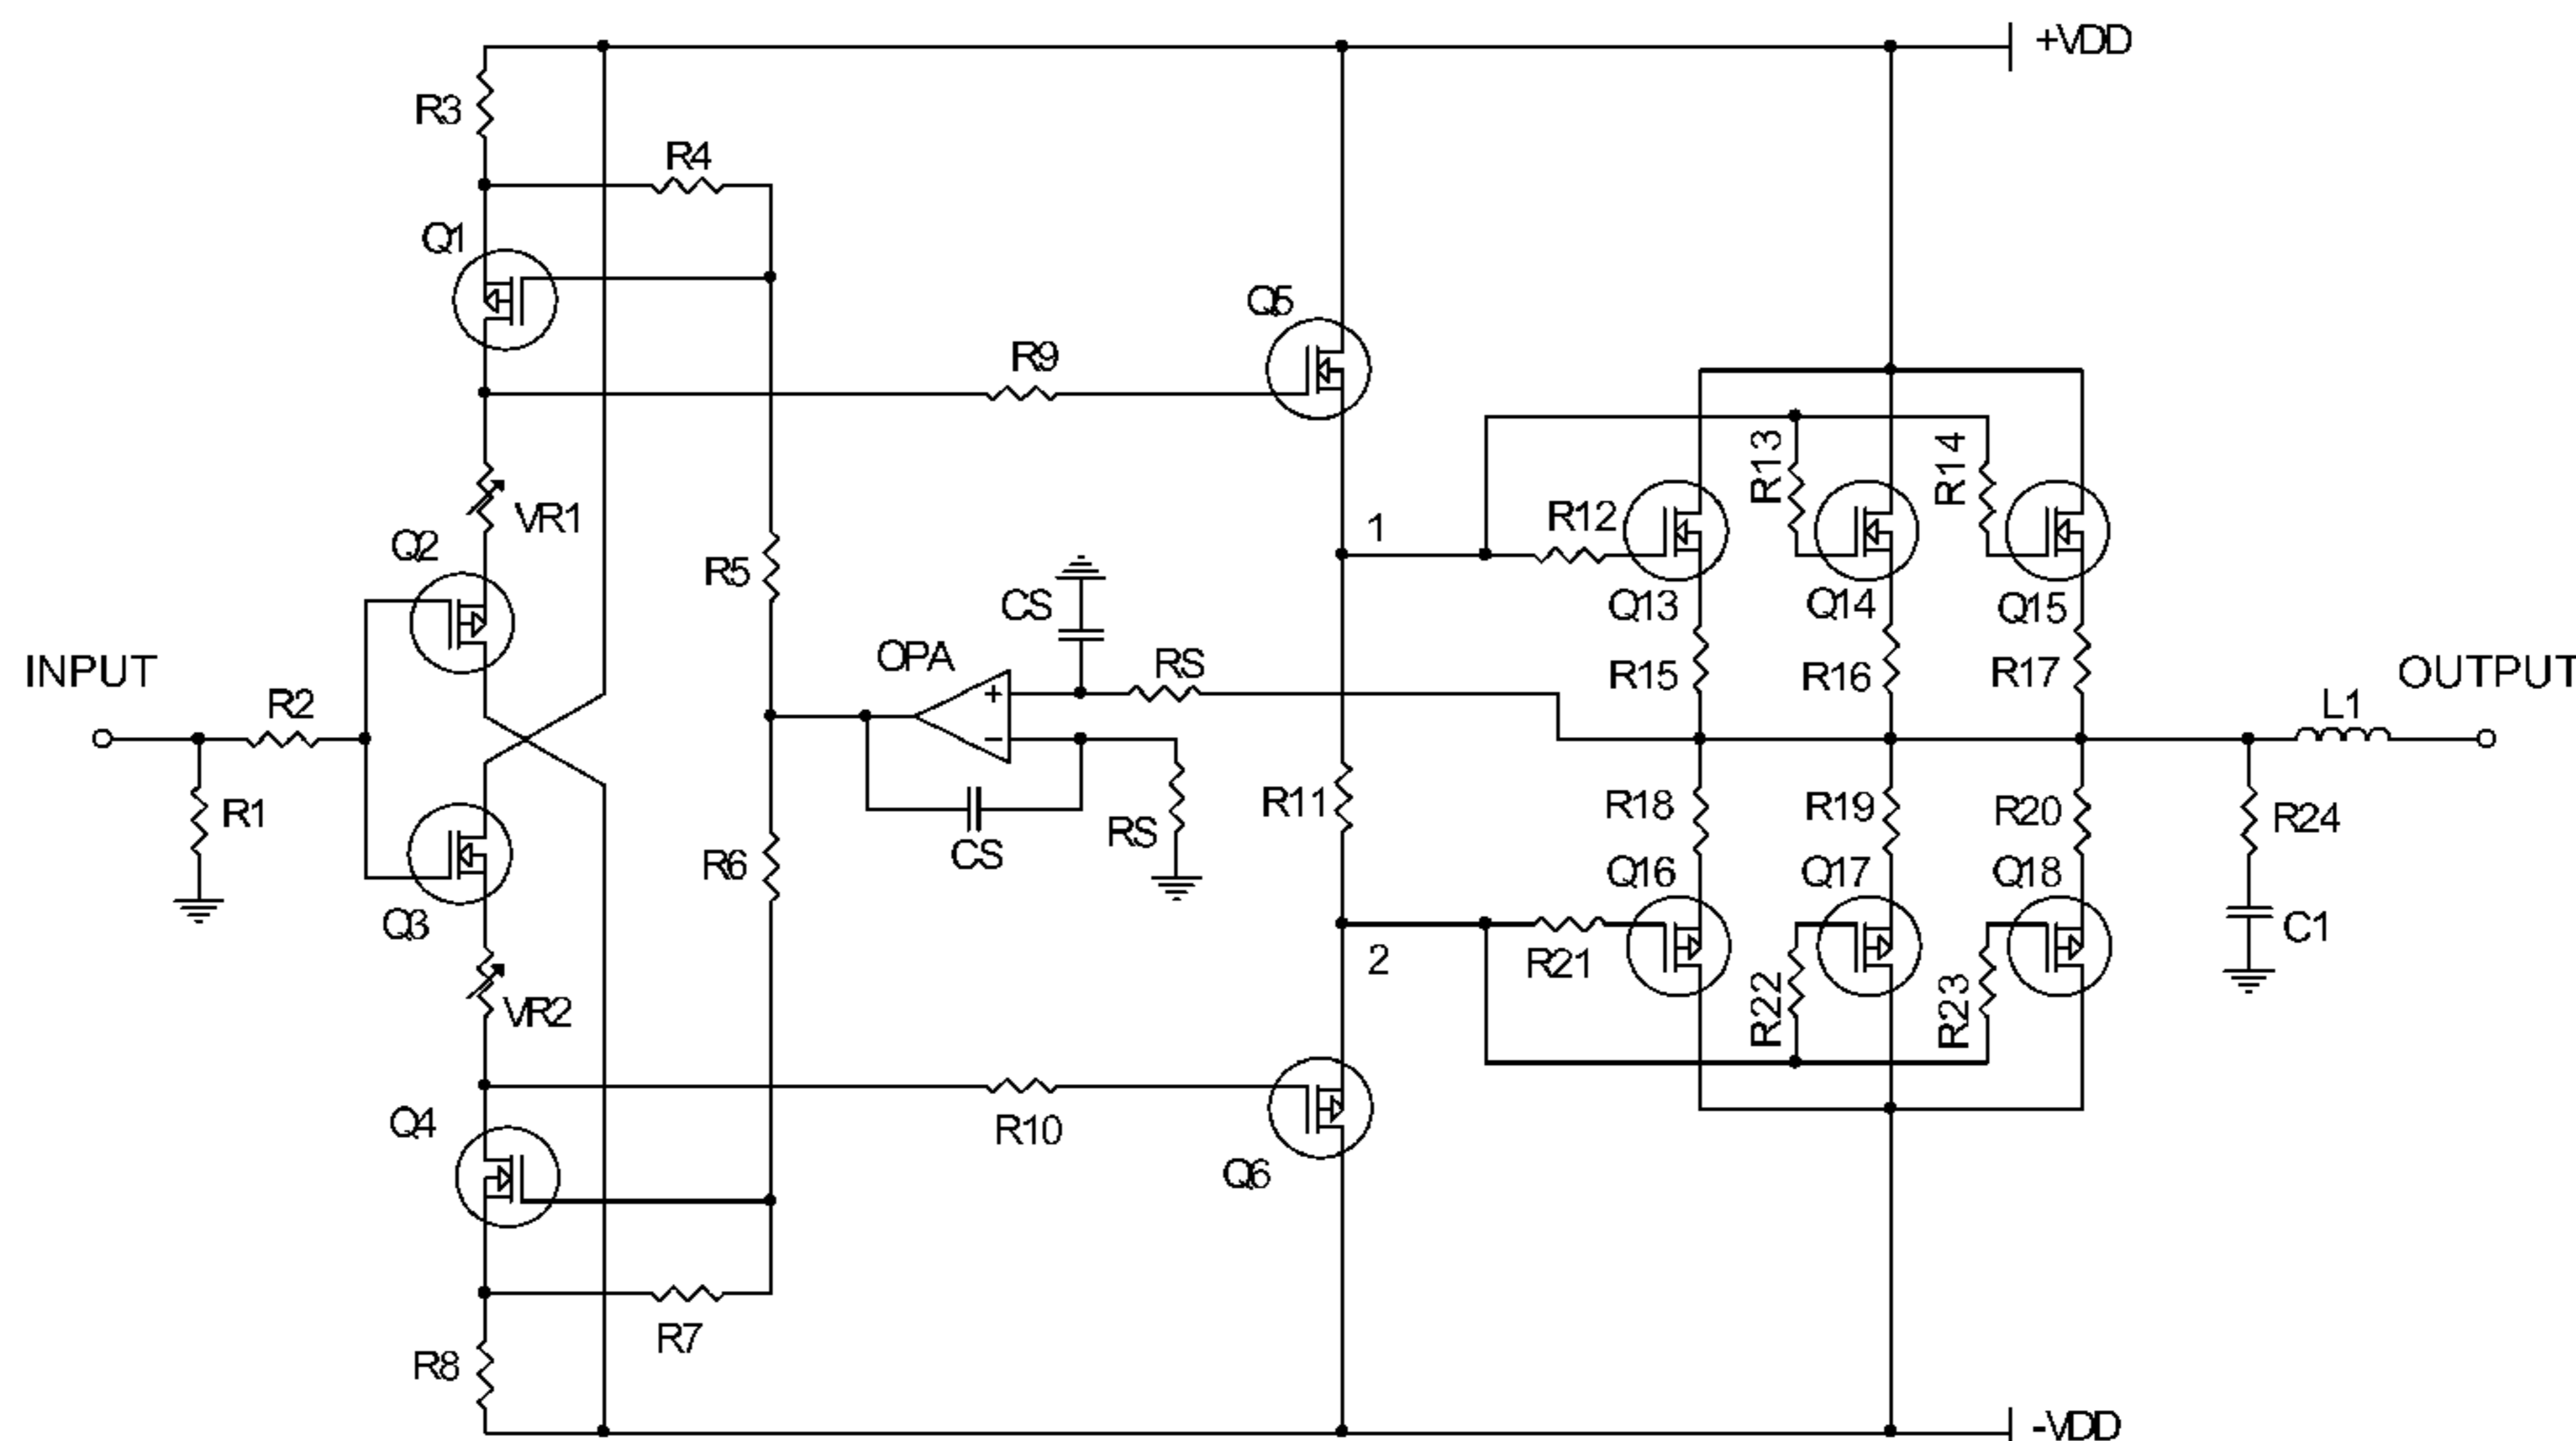 +VDD
R3
R4
Q1
Q5
R9
R13
R14
VR1
Q2
1
R12
R5
CS
Q13
Q14
Q15
OPA
RS
+
R15
R16
R17
INPUT
OUTPUT
R2
L1
−
R1
R11
R18
R19
R20
R24
RS
CS
R6
Q16
Q17
Q18
Q3
C1
2
R21
VR2
R22
R23
Q4
R10
Q6
R7
R8
-VDD